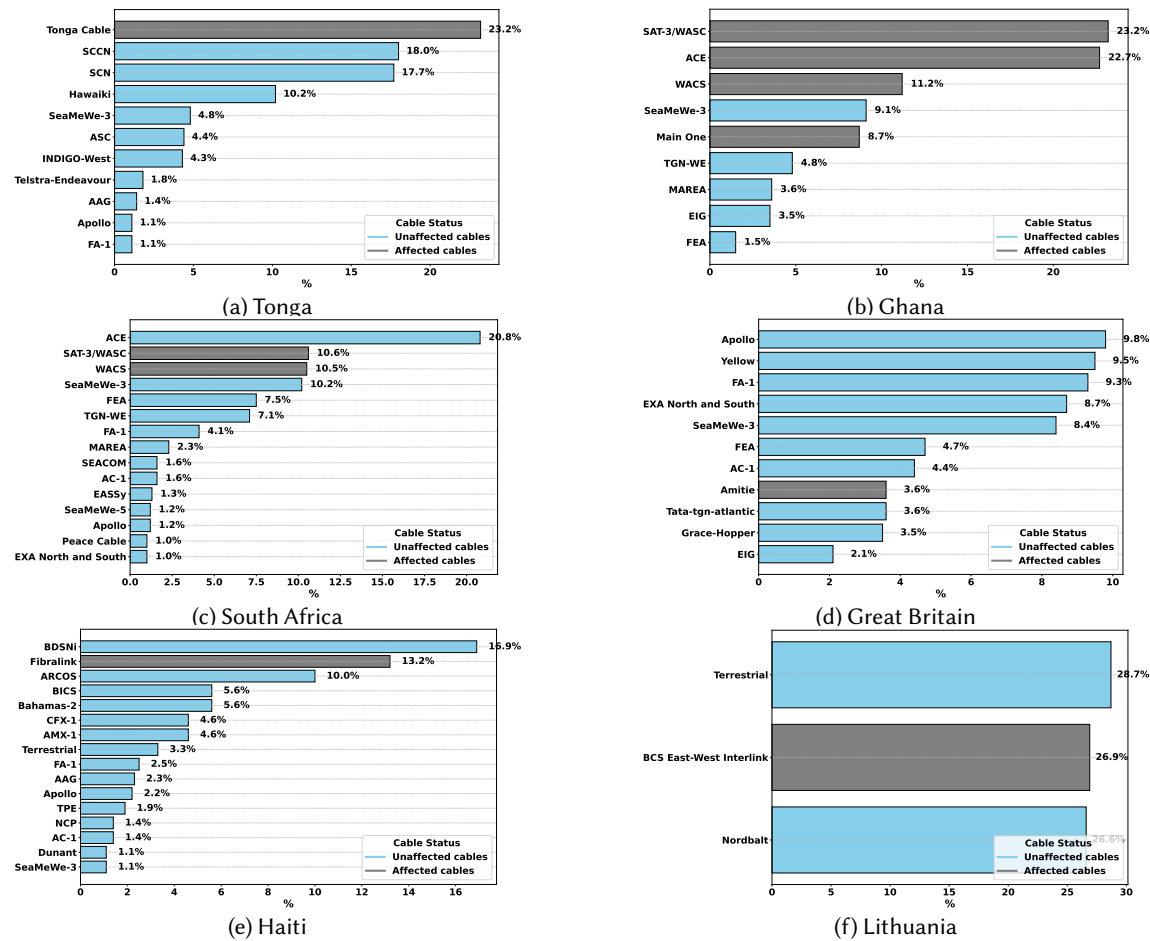 Tonga Cable
23.2%
SCCN
18.0%
SCN
17.7%
Hawaiki
10.2%
SeaMeWe-3
4.8%
ASC
4.4%
INDIGO-West
4.3%
Telstra-Endeavour
1.8%
AAG
1.4%
Apollo
1.1%
FA-1
1.1%
Cable Status
Unaffected cables
Affected cables
0 5 10 15 20
%
(a) Tonga
SAT-3/WASC
23.2%
ACE
22.7%
WACS
11.2%
SeaMeWe-3
9.1%
Main One
8.7%
TGN-WE
4.8%
MAREA
3.6%
EIG
3.5%
FEA
1.5%
Cable Status
Unaffected cables
Affected cables
0 5 10 15 20
%
(b) Ghana
ACE
20.8%
SAT-3/WASC
10.6%
WACS
10.5%
SeaMeWe-3
10.2%
FEA
7.5%
TGN-WE
7.1%
FA-1
4.1%
MAREA
2.3%
SEACOM
1.6%
AC-1
1.6%
EASSy
1.3%
SeaMeWe-5
1.2%
Apollo
1.2%
Peace Cable
1.0%
EXA North and South
1.0%
Cable Status
Unaffected cables
Affected cables
0.0 2.5 5.0 7.5 10.0 12.5 15.0 17.5 20.0
%
(c) South Africa
Apollo
9.8%
Yellow
9.5%
FA-1
9.3%
EXA North and South
8.7%
SeaMeWe-3
8.4%
FEA
4.7%
AC-1
4.4%
Amitie
3.6%
Tata-tgn-atlantic
3.6%
Grace-Hopper
3.5%
EIG
2.1%
Cable Status
Unaffected cables
Affected cables
0 2 4 6 8 10
%
(d) Great Britain
BDSNi
16.9%
Fibralink
13.2%
ARCOS
10.0%
BICS
5.6%
Bahamas-2
5.6%
CFX-1
4.6%
AMX-1
4.6%
Terrestrial
3.3%
FA-1
2.5%
AAG
2.3%
Apollo
2.2%
TPE
1.9%
NCP
1.4%
AC-1
1.4%
Dunant
1.1%
SeaMeWe-3
1.1%
Cable Status
Unaffected cables
Affected cables
0 2 4 6 8 10 12 14 16
%
(e) Haiti
Terrestrial
28.7%
BCS East-West Interlink
26.9%
Nordbalt
26.6%
Cable Status
Unaffected cables
Affected cables
0 5 10 15 20 25 30
%
(f) Lithuania